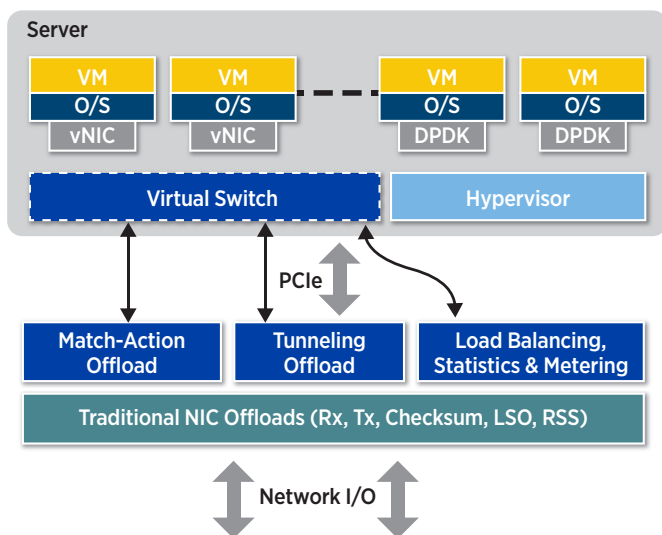 Server
VM VM VM VM
O/S O/S O/S O/S
vNIC vNIC DPDK DPDK
Virtual Switch Hypervisor
PCIe
Match-Action
Offload
Tunneling
Offload
Load Balancing,
Statistics & Metering
Traditional NIC Offloads (Rx, Tx, Checksum, LSO, RSS)
Network I/O